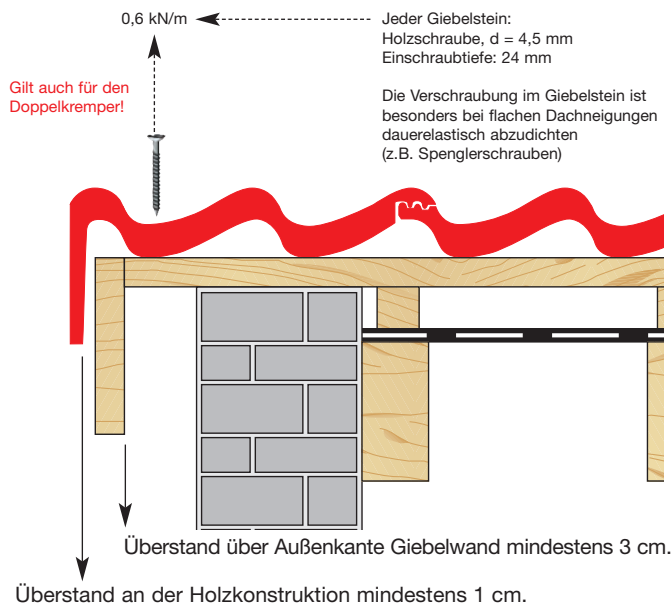 0,6 kN/m
Jeder Giebelstein:
Holzschraube, d = 4,5 mm
Einschraubtiefe: 24 mm
Gilt auch für den
Doppelkremper!
Die Verschraubung im Giebelstein ist
besonders bei flachen Dachneigungen
dauerelastisch abzudichten
(z.B. Spenglerschrauben)
Überstand über Außenkante Giebelwand mindestens 3 cm.
Überstand an der Holzkonstruktion mindestens 1 cm.